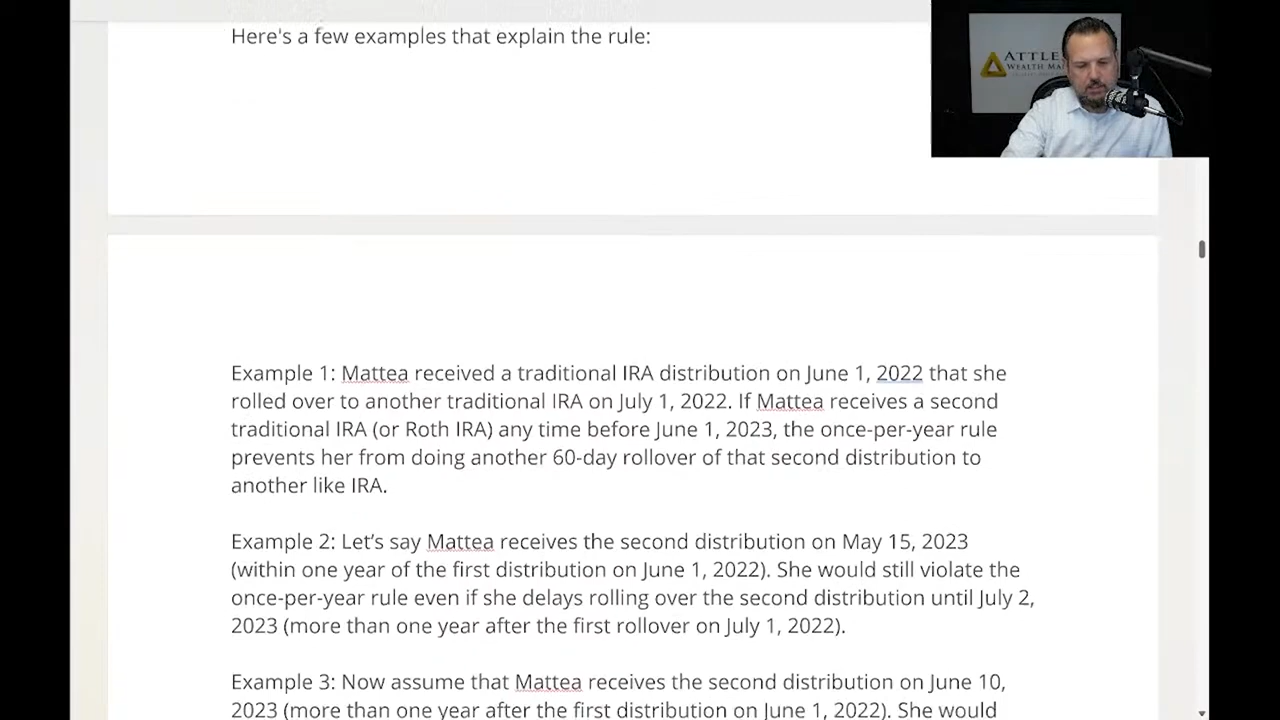 Here's a few examples that explain the rule:
ATTLE
WEALTH MA
Example 1: Mattea received a traditional IRA distribution on June 1, 2022 that she
rolled over to another traditional IRA on July 1, 2022. If Mattea receives a second
traditional IRA (or Roth IRA) any time before June 1, 2023, the once-per-year rule
prevents her from doing another 60-day rollover of that second distribution to
another like IRA.
Example 2: Let’s say Mattea receives the second distribution on May 15, 2023
(within one year of the first distribution on June 1, 2022). She would still violate the
once-per-year rule even if she delays rolling over the second distribution until July 2,
2023 (more than one year after the first rollover on July 1, 2022).
Example 3: Now assume that Mattea receives the second distribution on June 10,
2023 (more than one year after the first distribution on June 1, 2022). She would